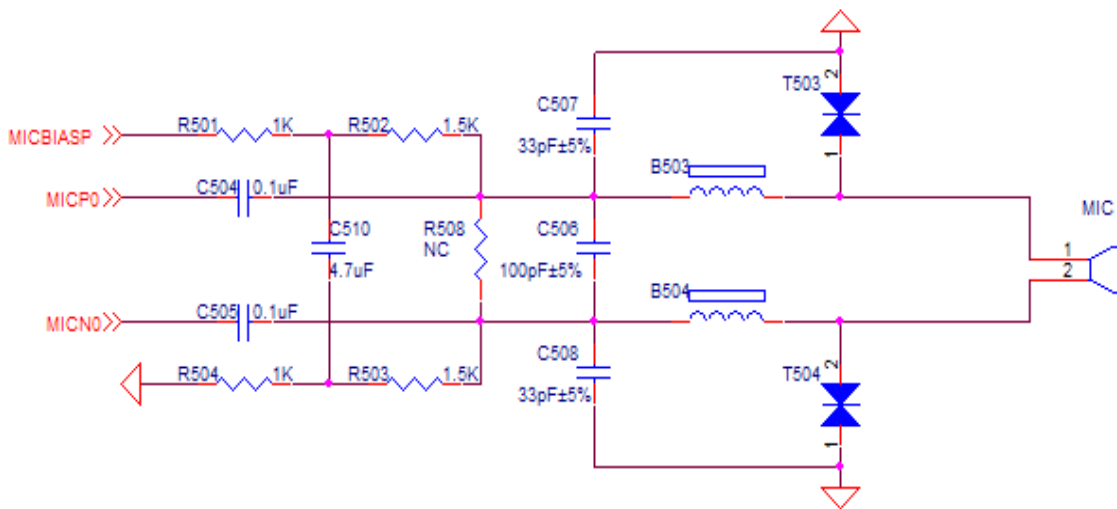 T503
2
1
C507
33pF±5%
MICBIASP
R501
1K
R502
1.5K
B503
MICP0
C504
0.1uF
MIC
C510
4.7uF
R508
NC
C506
100pF±5%
1
2
B504
MICN0
C505
0.1uF
C508
33pF±5%
R504
1K
R503
1.5K
T504
2
1